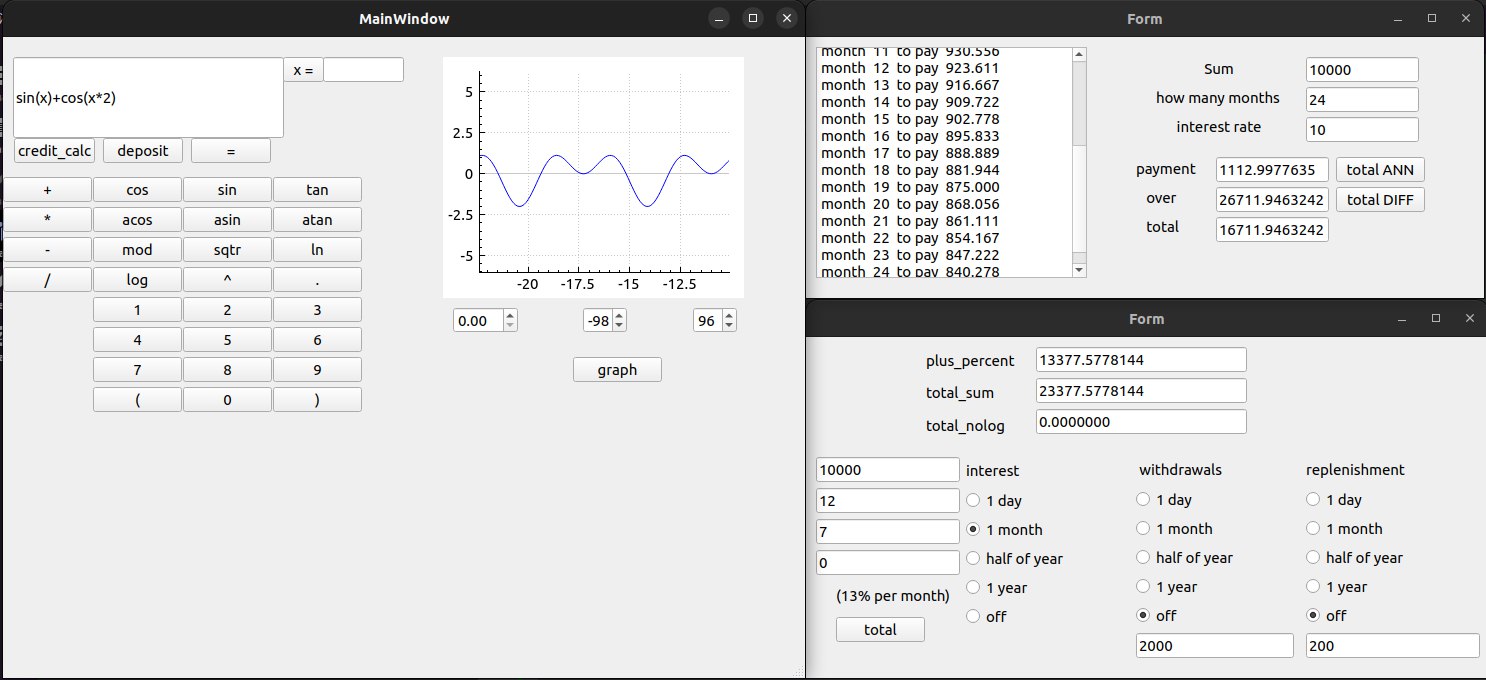 MainWindow
sin(x)+cos(x*2)
x =
credit_calc deposit =
+ cos sin tan
* acos asin atan
- mod sqtr ln
/ log ^ .
1 2 3
4 5 6
7 8 9
( 0 )
5
2.5
0
-2.5
-5
-20 -17.5 -15 -12.5
0.00 -98 96
graph
Form
month 11 to pay 930.556
month 12 to pay 923.611
month 13 to pay 916.667
month 14 to pay 909.722
month 15 to pay 902.778
month 16 to pay 895.833
month 17 to pay 888.889
month 18 to pay 881.944
month 19 to pay 875.000
month 20 to pay 868.056
month 21 to pay 861.111
month 22 to pay 854.167
month 23 to pay 847.222
month 24 to pay 840.278
Sum 10000
how many months 24
interest rate 10
payment 1112.9977635 total ANN
over 26711.9463242 total DIFF
total 16711.9463242
Form
plus_percent 13377.5778144
total_sum 23377.5778144
total_nolog 0.0000000
10000 interest withdrawals replenishment
12 1 day 1 day 1 day
7 1 month 1 month 1 month
0 half of year half of year half of year
(13% per month) 1 year 1 year 1 year
total off off off
2000 200